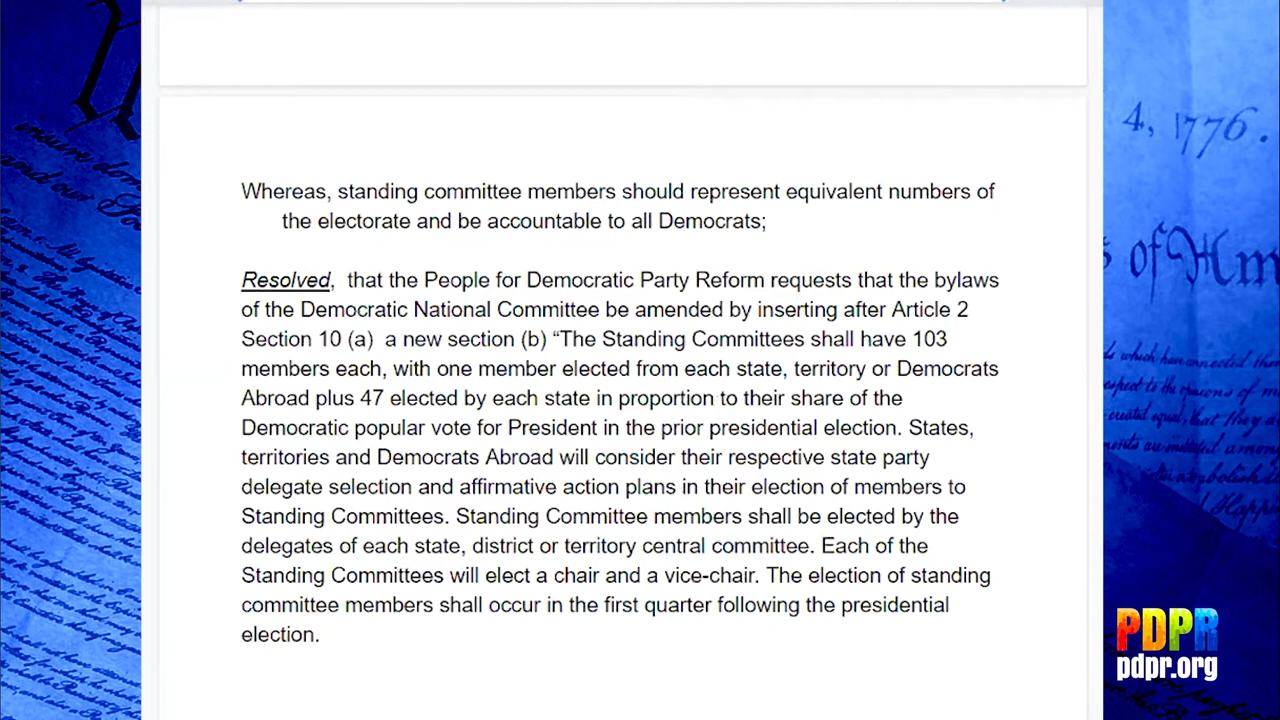 Whereas, standing committee members should represent equivalent numbers of
the electorate and be accountable to all Democrats;
Resolved, that the People for Democratic Party Reform requests that the bylaws
of the Democratic National Committee be amended by inserting after Article 2
Section 10 (a) a new section (b) “The Standing Committees shall have 103
members each, with one member elected from each state, territory or Democrats
Abroad plus 47 elected by each state in proportion to their share of the
Democratic popular vote for President in the prior presidential election. States,
territories and Democrats Abroad will consider their respective state party
delegate selection and affirmative action plans in their election of members to
Standing Committees. Standing Committee members shall be elected by the
delegates of each state, district or territory central committee. Each of the
Standing Committees will elect a chair and a vice-chair. The election of standing
committee members shall occur in the first quarter following the presidential
election.
4, 1776.
PDPR
pdpr.org